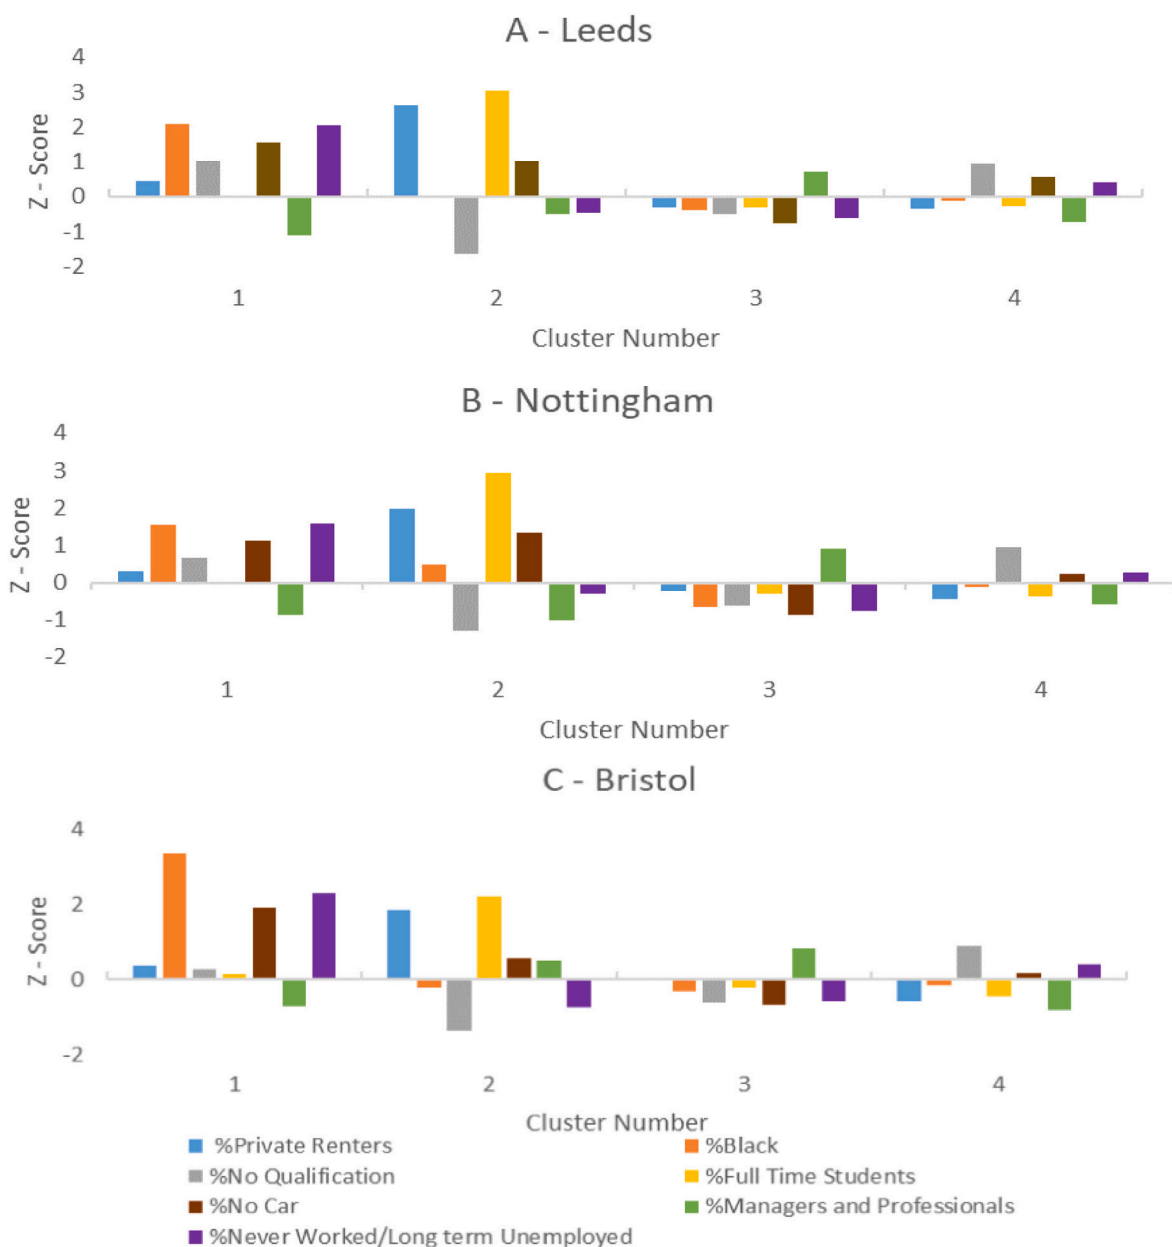 A - Leeds
4
3
2
1
0
-1
-2
Z - Score
1 2 3 4
Cluster Number
B - Nottingham
4
3
2
1
0
-1
-2
Z - Score
1 2 3 4
Cluster Number
C - Bristol
4
2
0
-2
Z - Score
1 2 3 4
Cluster Number
%Private Renters %Black
%No Qualification %Full Time Students
%No Car %Managers and Professionals
%Never Worked/Long term Unemployed